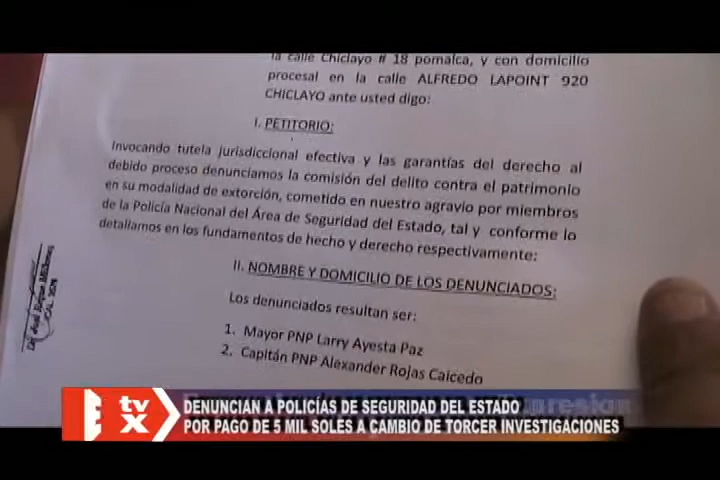 la calle Chiclayo # 18 pomalca, y con domicilio
procesal en la calle ALFREDO LAPOINT 920
CHICLAYO ante usted digo:
I. PETITORIO:
Invocando tutela jurisdiccional efectiva y las garantías del derecho al
debido proceso denunciamos la comisión del delito contra el patrimonio
en su modalidad de extorción, cometido en nuestro agravio por miembros
de la Policía Nacional del Área de Seguridad del Estado, tal y conforme lo
detallamos en los fundamentos de hecho y derecho respectivamente:
II. NOMBRE Y DOMICILIO DE LOS DENUNCIADOS:
Los denunciados resultan ser:
1. Mayor PNP Larry Ayesta Paz
2. Capitán PNP Alexander Rojas Caicedo
tv
x
DENUNCIAN A POLICÍAS DE SEGURIDAD DEL ESTADO
POR PAGO DE 5 MIL SOLES A CAMBIO DE TORCER INVESTIGACIONES